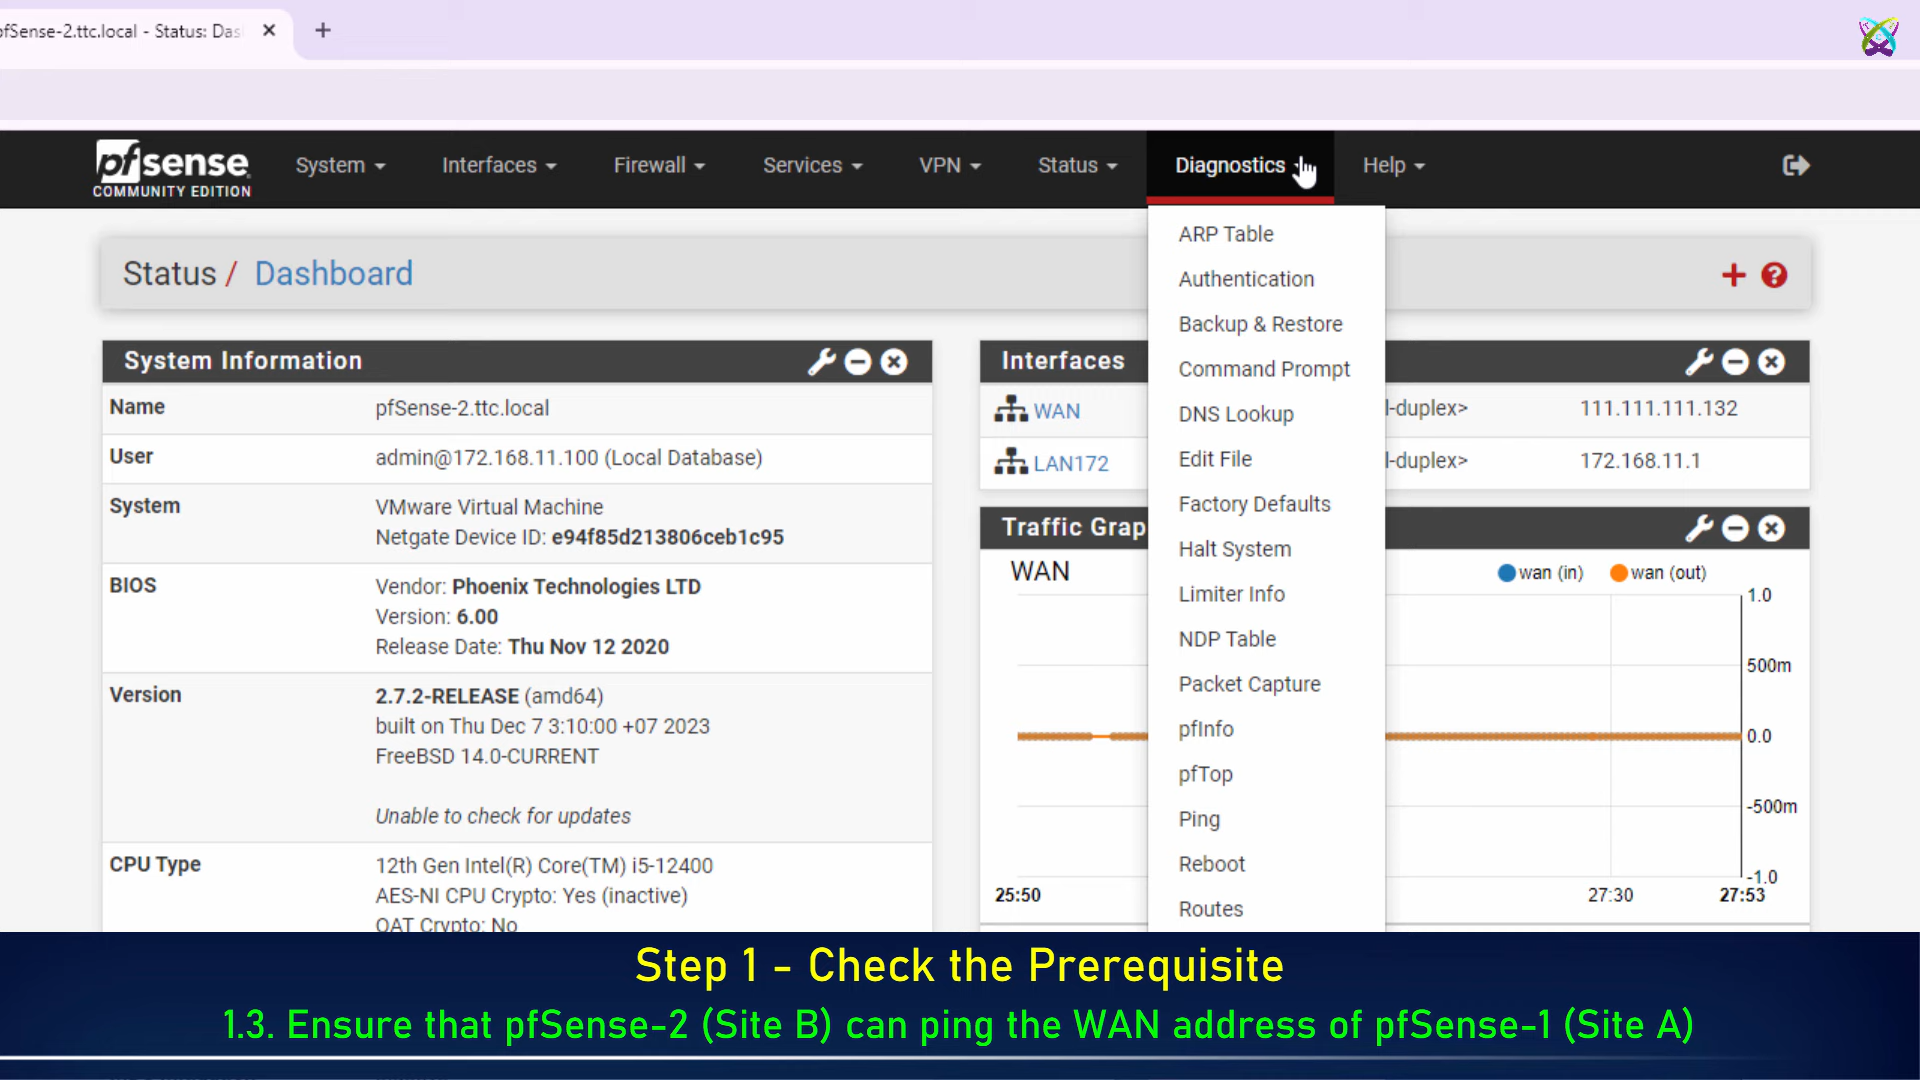 pfSense-2.ttc.local - Status: Das
pfsense
COMMUNITY EDITION
System
Interfaces
Firewall
Services
VPN
Status
Diagnostics
Help
ARP Table
Authentication
Backup & Restore
Command Prompt
DNS Lookup
Edit File
Factory Defaults
Halt System
Limiter Info
NDP Table
Packet Capture
pfInfo
pfTop
Ping
Reboot
Routes
Status / Dashboard
System Information
Name pfSense-2.ttc.local
User admin@172.168.11.100 (Local Database)
System VMware Virtual Machine
Netgate Device ID: e94f85d213806ceb1c95
BIOS Vendor: Phoenix Technologies LTD
Version: 6.00
Release Date: Thu Nov 12 2020
Version 2.7.2-RELEASE (amd64)
built on Thu Dec 7 3:10:00 +07 2023
FreeBSD 14.0-CURRENT
Unable to check for updates
CPU Type 12th Gen Intel(R) Core(TM) i5-12400
AES-NI CPU Crypto: Yes (inactive)
QAT Crypto: No
Interfaces
WAN l-duplex> 111.111.111.132
LAN172 l-duplex> 172.168.11.1
Traffic Grap
WAN
wan (in) wan (out)
1.0
500m
0.0
-500m
-1.0
25:50 27:30 27:53
Step 1 - Check the Prerequisite
1.3. Ensure that pfSense-2 (Site B) can ping the WAN address of pfSense-1 (Site A)